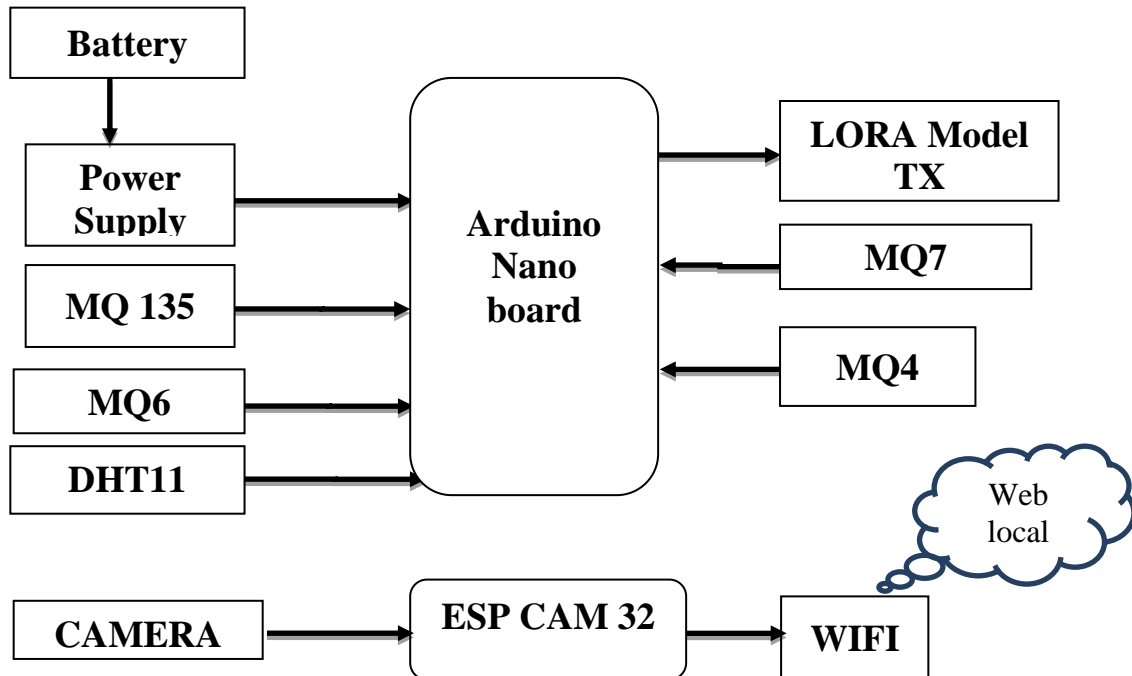 Battery
Power
Supply
MQ 135
MQ6
DHT11
Arduino
Nano
board
LORA Model
TX
MQ7
MQ4
Web
local
CAMERA
ESP CAM 32
WIFI